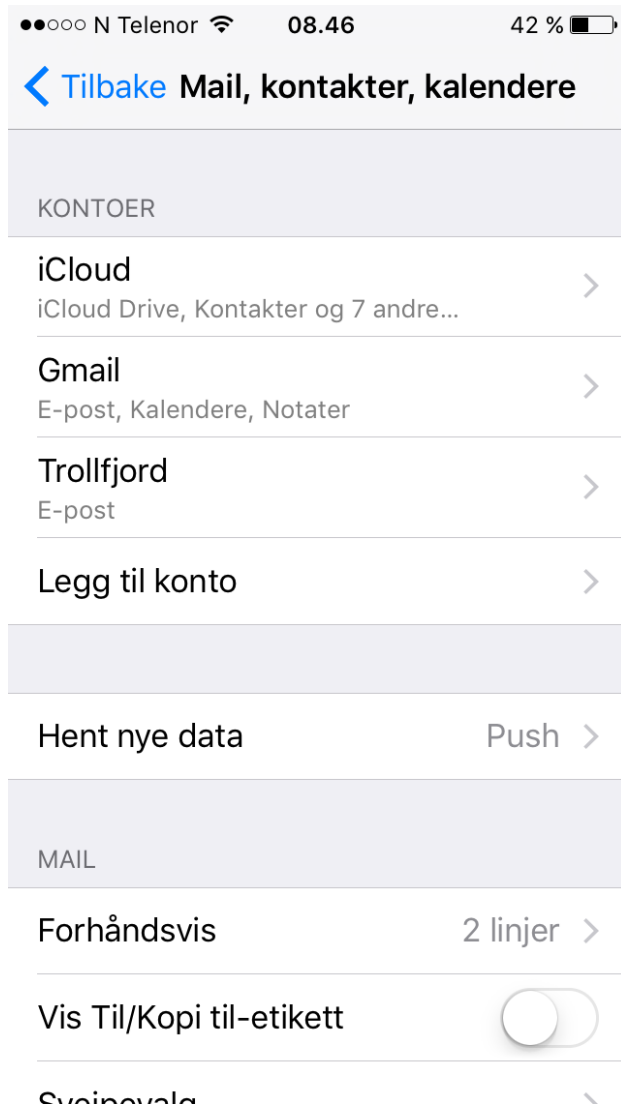 N Telenor 08.46 42 %
Tilbake Mail, kontakter, kalendere
KONTOER
iCloud
iCloud Drive, Kontakter og 7 andre...
Gmail
E-post, Kalendere, Notater
Trollfjord
E-post
Legg til konto
Hent nye data Push
MAIL
Forhåndsvis 2 linjer
Vis Til/Kopi til-etikett